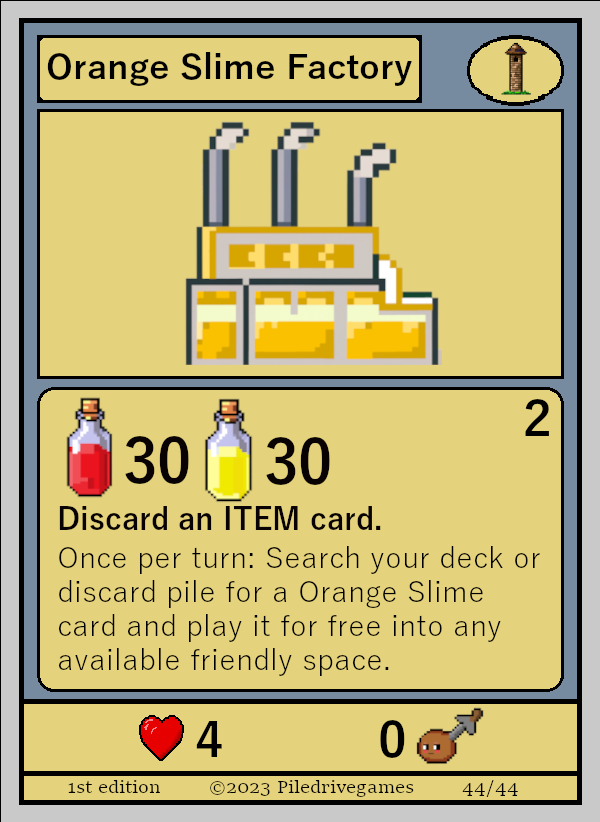 Orange Slime Factory
2
30 30
Discard an ITEM card.
Once per turn: Search your deck or
discard pile for a Orange Slime
card and play it for free into any
available friendly space.
4 0
1st edition ©2023 Piledrivegames 44/44